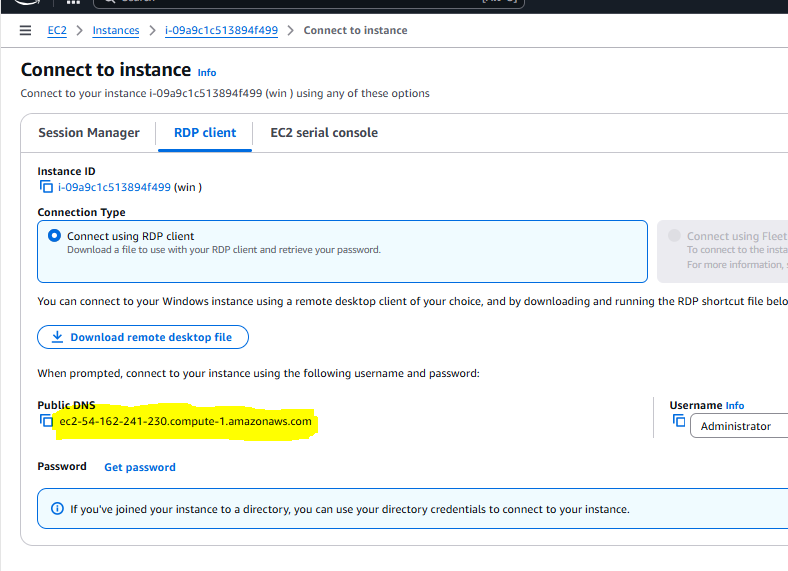 EC2 > Instances > i-09a9c1c513894f499 > Connect to instance
Connect to instance Info
Connect to your instance i-09a9c1c513894f499 (win ) using any of these options
Session Manager
RDP client
EC2 serial console
Instance ID
i-09a9c1c513894f499 (win )
Connection Type
Connect using RDP client
Download a file to use with your RDP client and retrieve your password.
Connect using Fleet
To connect to the insta
For more information,
You can connect to your Windows instance using a remote desktop client of your choice, and by downloading and running the RDP shortcut file belo
Download remote desktop file
When prompted, connect to your instance using the following username and password:
Public DNS
ec2-54-162-241-230.compute-1.amazonaws.com
Username Info
Administrator
Password Get password
If you've joined your instance to a directory, you can use your directory credentials to connect to your instance.